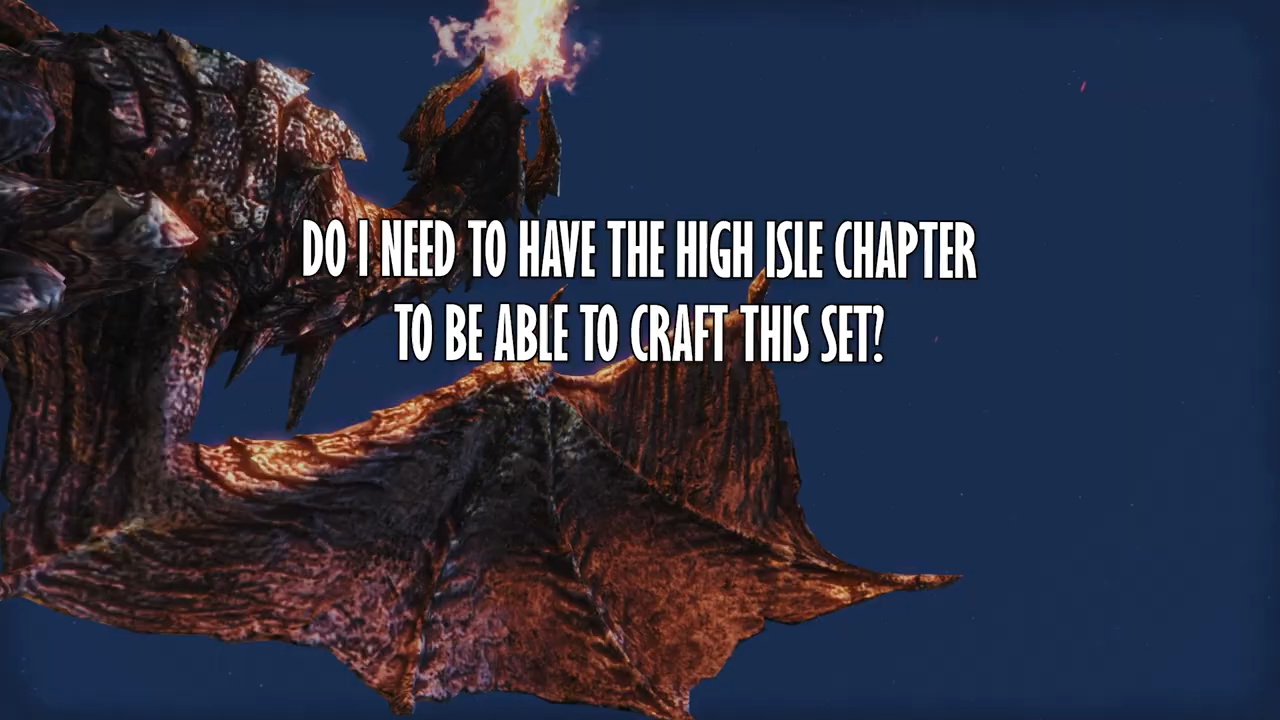 DO I NEED TO HAVE THE HIGH ISLE CHAPTER
TO BE ABLE TO CRAFT THIS SET?